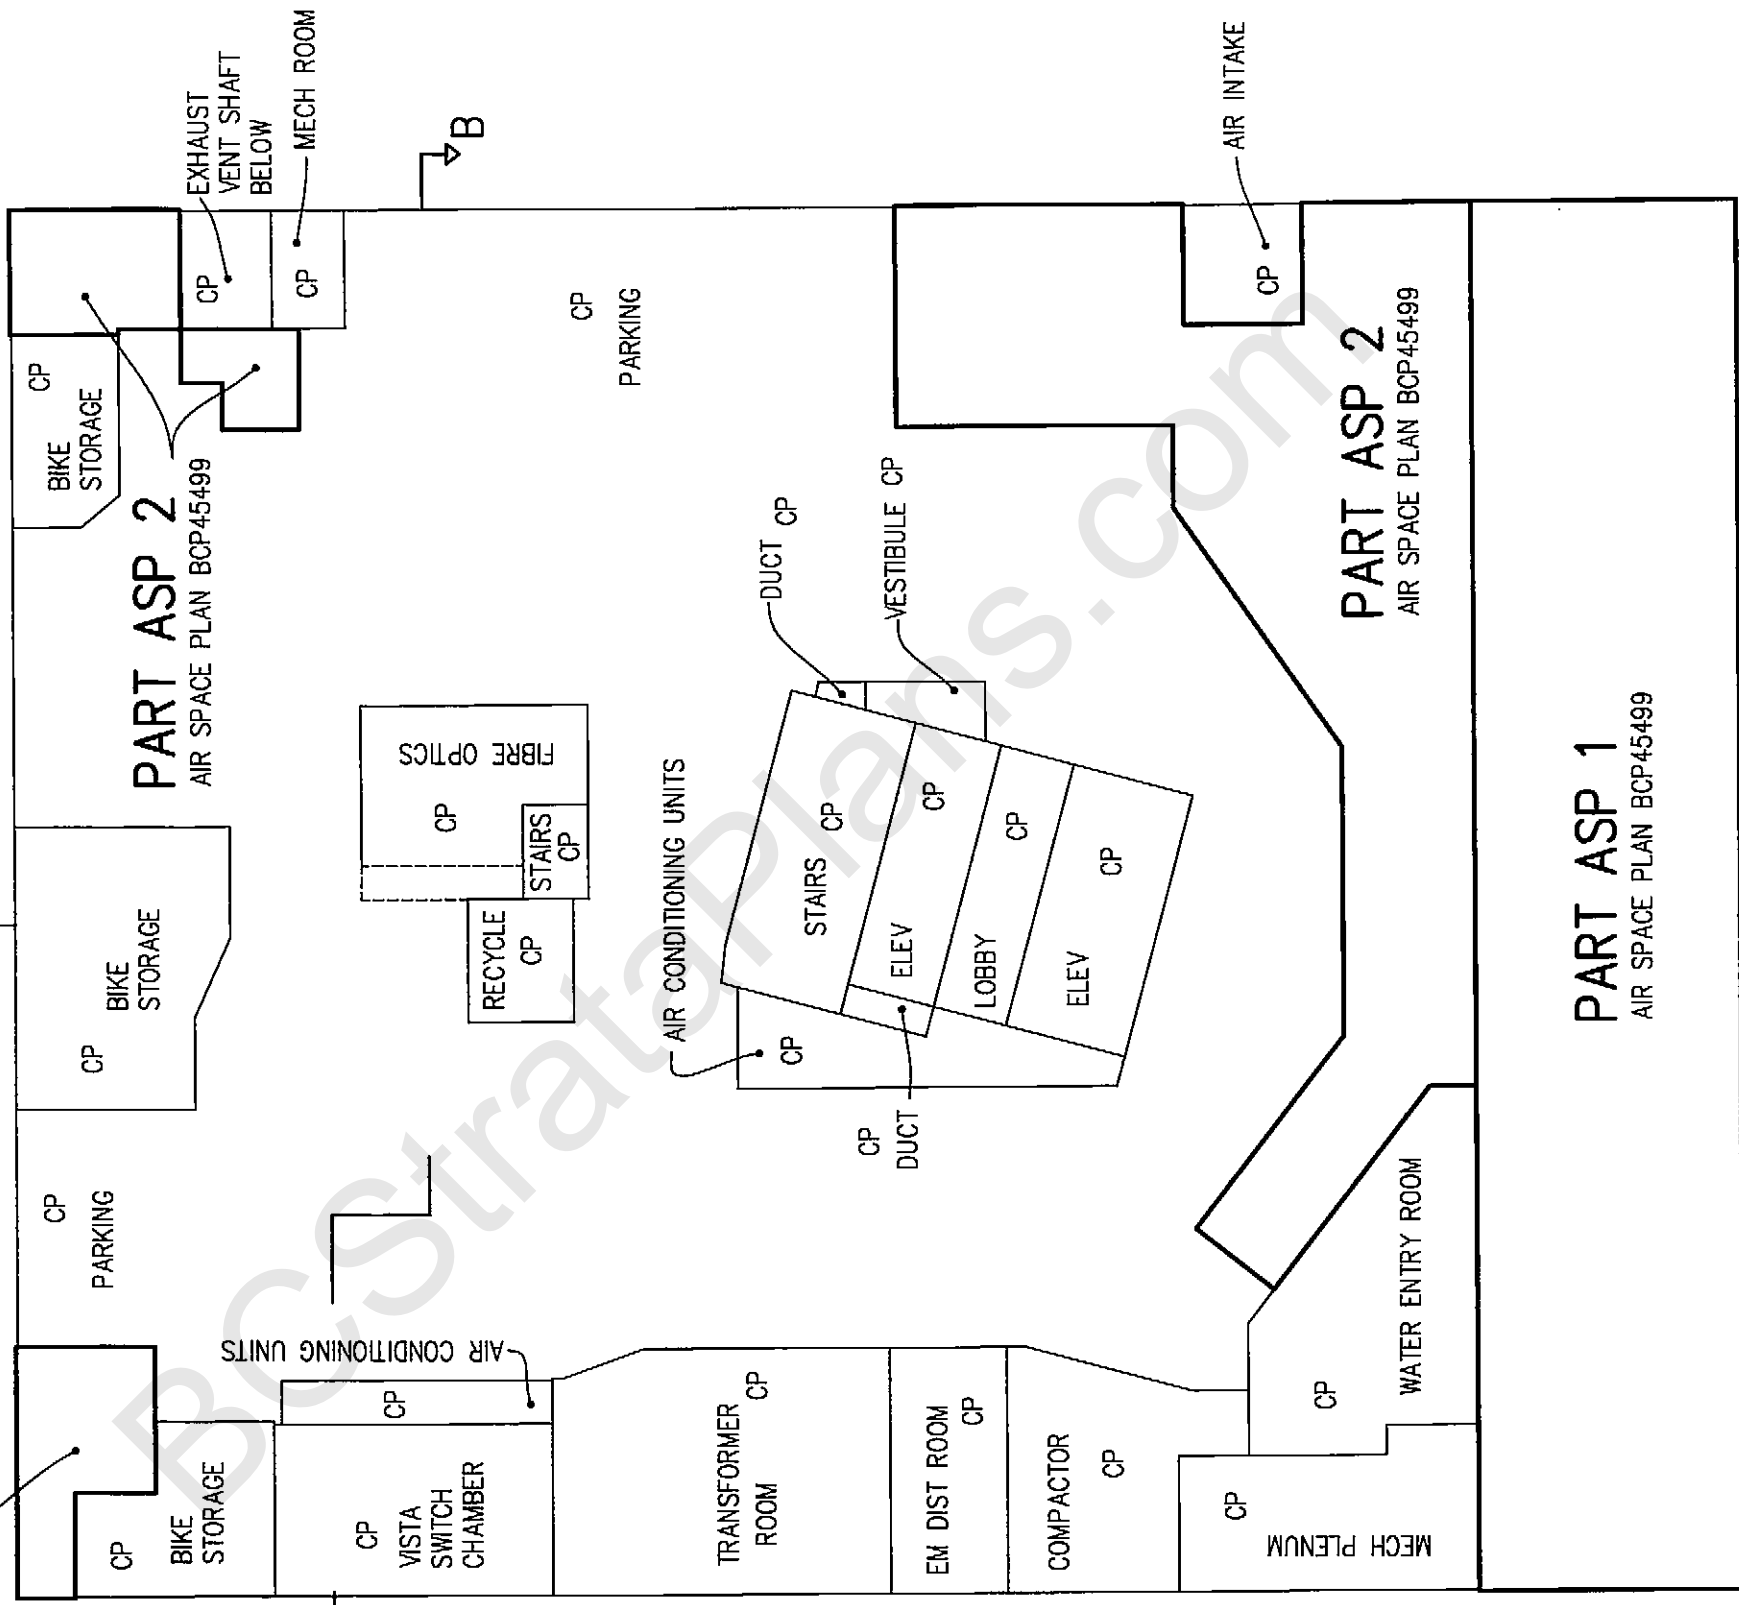 EXHAUST
VENT SHAFT
BELOW
MECH ROOM
B
CP
CP
CP
BIKE
STORAGE
PART ASP 2
AIR SPACE PLAN BCP45499
CP
PARKING
AIR INTAKE
CP
PART ASP 2
AIR SPACE PLAN BCP45499
DUCT CP
VESTIBULE CP
FIBRE OPTICS
CP
STAIRS
CP
RECYCLE
CP
AIR CONDITIONING UNITS
CP
STAIRS
CP
ELEV
CP
LOBBY
CP
ELEV
CP
CP
DUCT
BIKE
STORAGE
CP
CP
PARKING
PART ASP 1
AIR SPACE PLAN BCP45499
AIR CONDITIONING UNITS
CP
CP
BIKE
STORAGE
CP
VISTA
SWITCH
CHAMBER
TRANSFORMER
ROOM
CP
EM DIST ROOM
CP
COMPACTOR
CP
WATER ENTRY ROOM
CP
CP
MECH PLENUM
BCStrataPlans.com